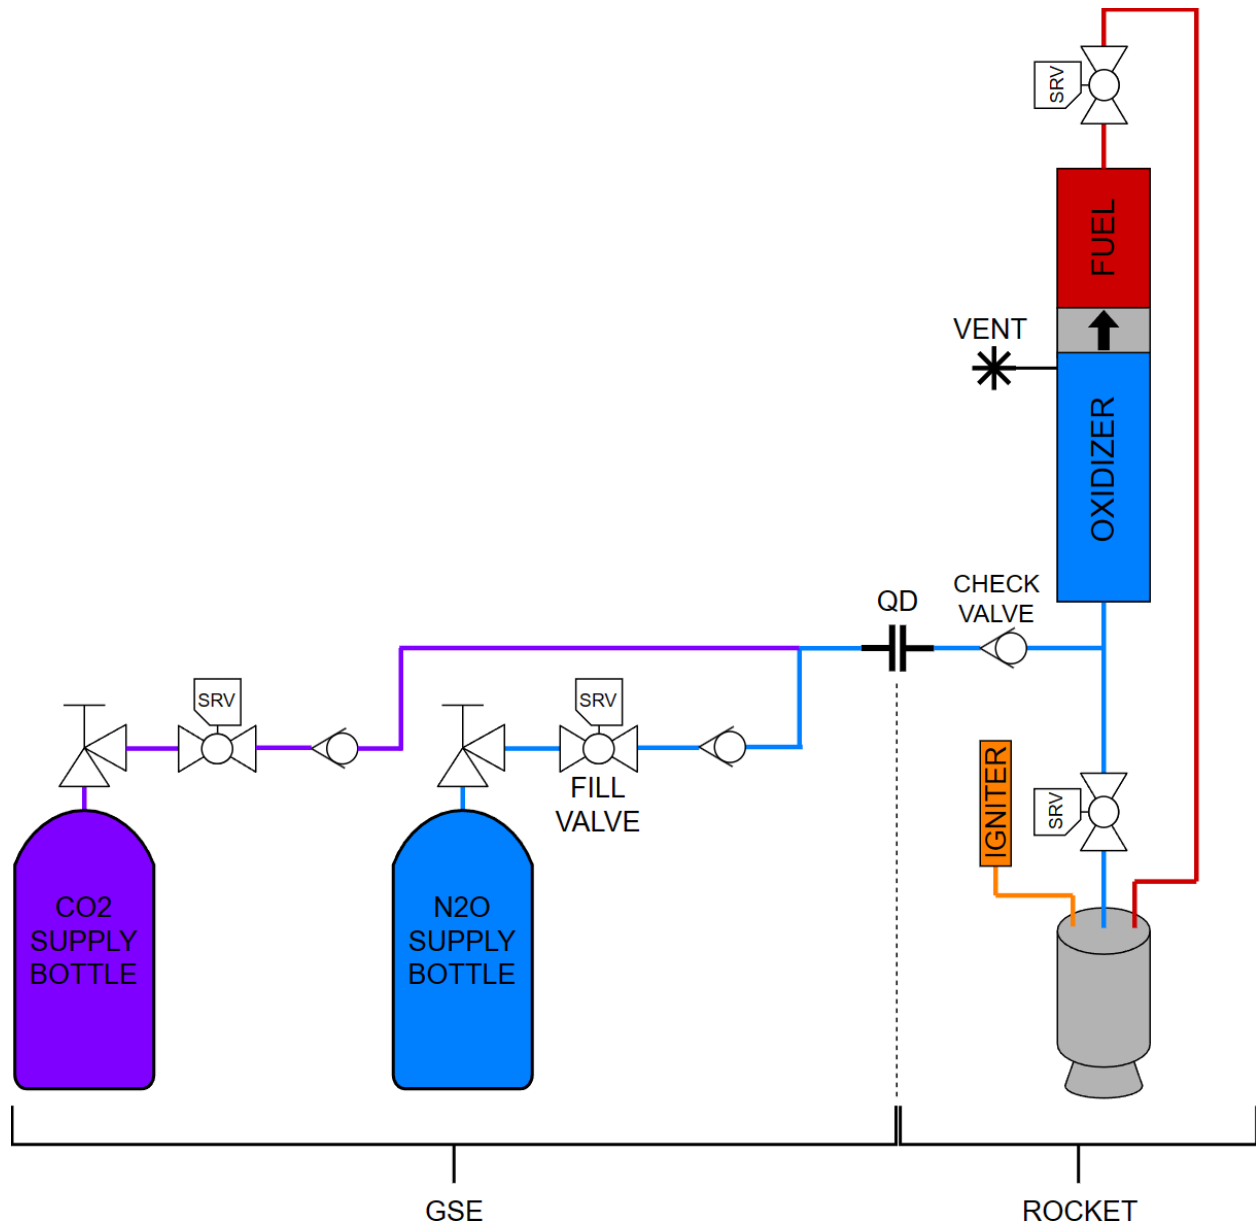 SRV
FUEL
VENT
OXIDIZER
QD
CHECK
VALVE
SRV
SRV
FILL
VALVE
IGNITER
SRV
CO2
SUPPLY
BOTTLE
N2O
SUPPLY
BOTTLE
GSE
ROCKET